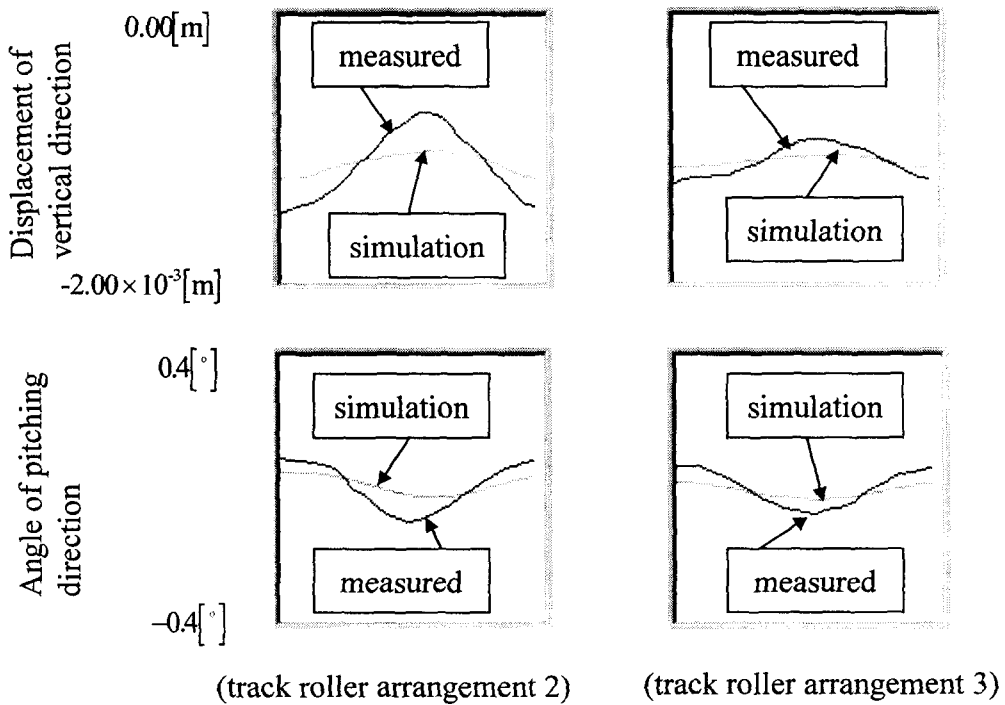 0.00[m]
Displacement of
vertical direction
measured
simulation
measured
simulation
-2.00×10⁻³[m]
0.4[°]
Angle of pitching
direction
simulation
measured
simulation
measured
−0.4[°]
(track roller arrangement 2)
(track roller arrangement 3)